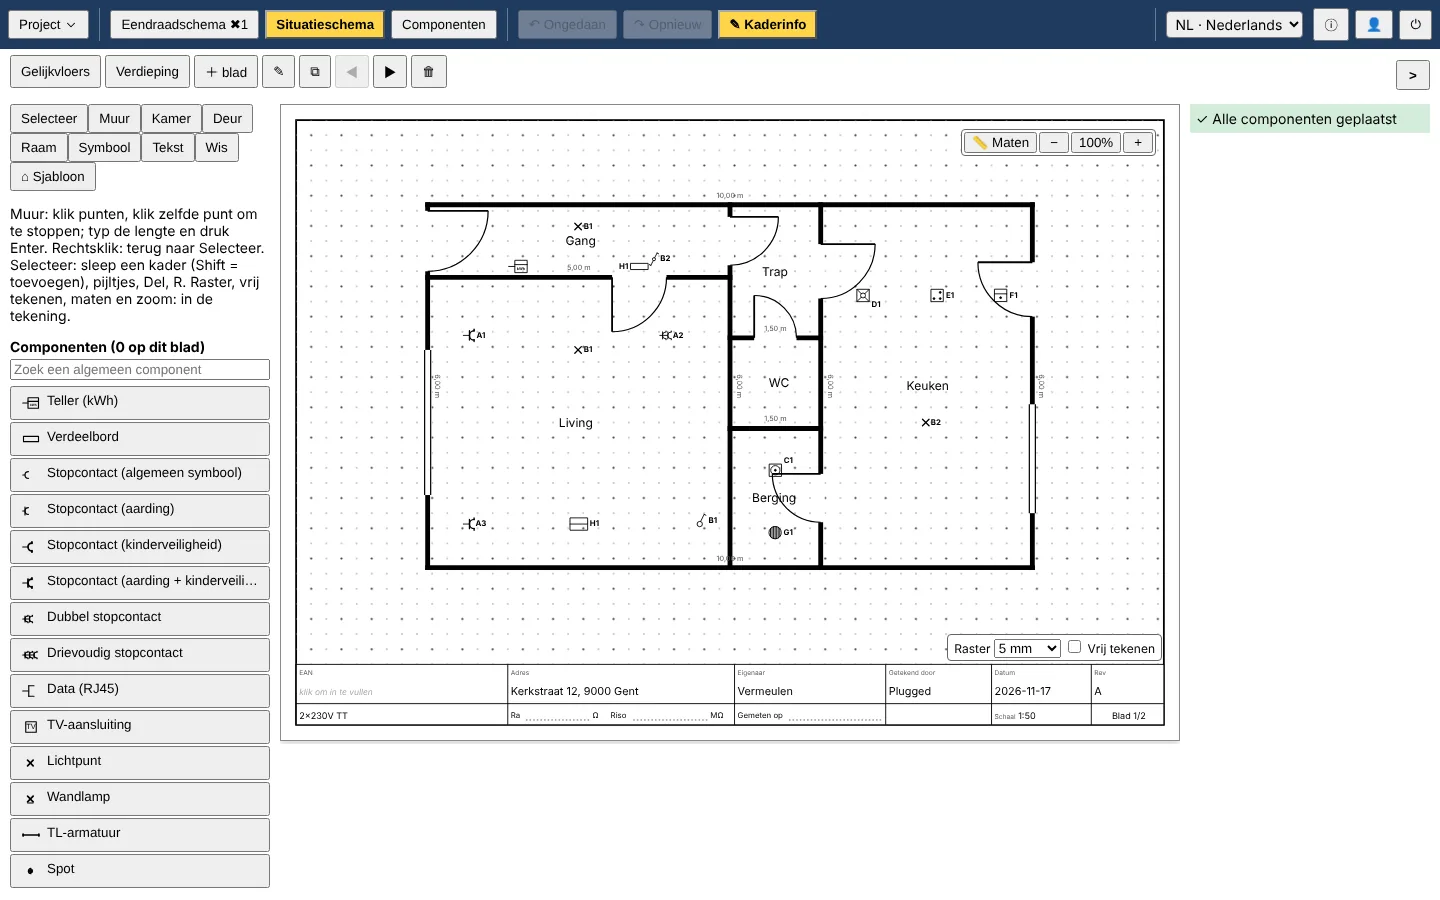 Project
Eendraadschema ✖1
Situatieschema
Componenten
↶ Ongedaan
↷ Opnieuw
✎ Kaderinfo
NL · Nederlands
Gelijkvloers
Verdieping
+ blad
>
Selecteer
Muur
Kamer
Deur
Raam
Symbool
Tekst
Wis
⌂ Sjabloon
Muur: klik punten, klik zelfde punt om
te stoppen; typ de lengte en druk
Enter. Rechtsklik: terug naar Selecteer.
Selecteer: sleep een kader (Shift =
toevoegen), pijltjes, Del, R. Raster, vrij
tekenen, maten en zoom: in de
tekening.
Componenten (0 op dit blad)
Zoek een algemeen component
Teller (kWh)
Verdeelbord
Stopcontact (algemeen symbool)
Stopcontact (aarding)
Stopcontact (kinderveiligheid)
Stopcontact (aarding + kinderveili...
Dubbel stopcontact
Drievoudig stopcontact
Data (RJ45)
TV-aansluiting
Lichtpunt
Wandlamp
TL-armatuur
Spot
Maten
−
100%
+
10,00 m
B1
Gang
5,00 m
H1
B2
Trap
1,50 m
D1
E1
F1
A1
B1
A2
6,00 m
6,00 m
6,00 m
6,00 m
WC
1,50 m
Keuken
B2
Living
C1
Berging
G1
A3
H1
B1
10,00 m
Raster 5 mm
Vrij tekenen
EAN
klik om in te vullen
Adres
Kerkstraat 12, 9000 Gent
Eigenaar
Vermeulen
Getekend door
Plugged
Datum
2026-11-17
Rev
A
2×230V TT
Ra Ω Riso MΩ
Gemeten op
Schaal 1:50
Blad 1/2
✓ Alle componenten geplaatst